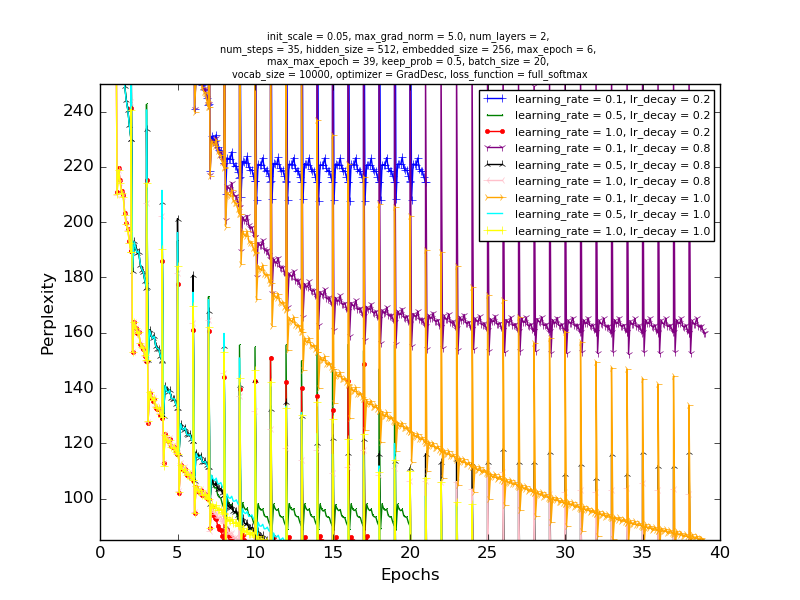 init_scale = 0.05, max_grad_norm = 5.0, num_layers = 2,
num_steps = 35, hidden_size = 512, embedded_size = 256, max_epoch = 6,
max_max_epoch = 39, keep_prob = 0.5, batch_size = 20,
vocab_size = 10000, optimizer = GradDesc, loss_function = full_softmax
240
220
200
180
160
140
120
100
Perplexity
learning_rate = 0.1, lr_decay = 0.2
learning_rate = 0.5, lr_decay = 0.2
learning_rate = 1.0, lr_decay = 0.2
learning_rate = 0.1, lr_decay = 0.8
learning_rate = 0.5, lr_decay = 0.8
learning_rate = 1.0, lr_decay = 0.8
learning_rate = 0.1, lr_decay = 1.0
learning_rate = 0.5, lr_decay = 1.0
learning_rate = 1.0, lr_decay = 1.0
0 5 10 15 20 25 30 35 40
Epochs